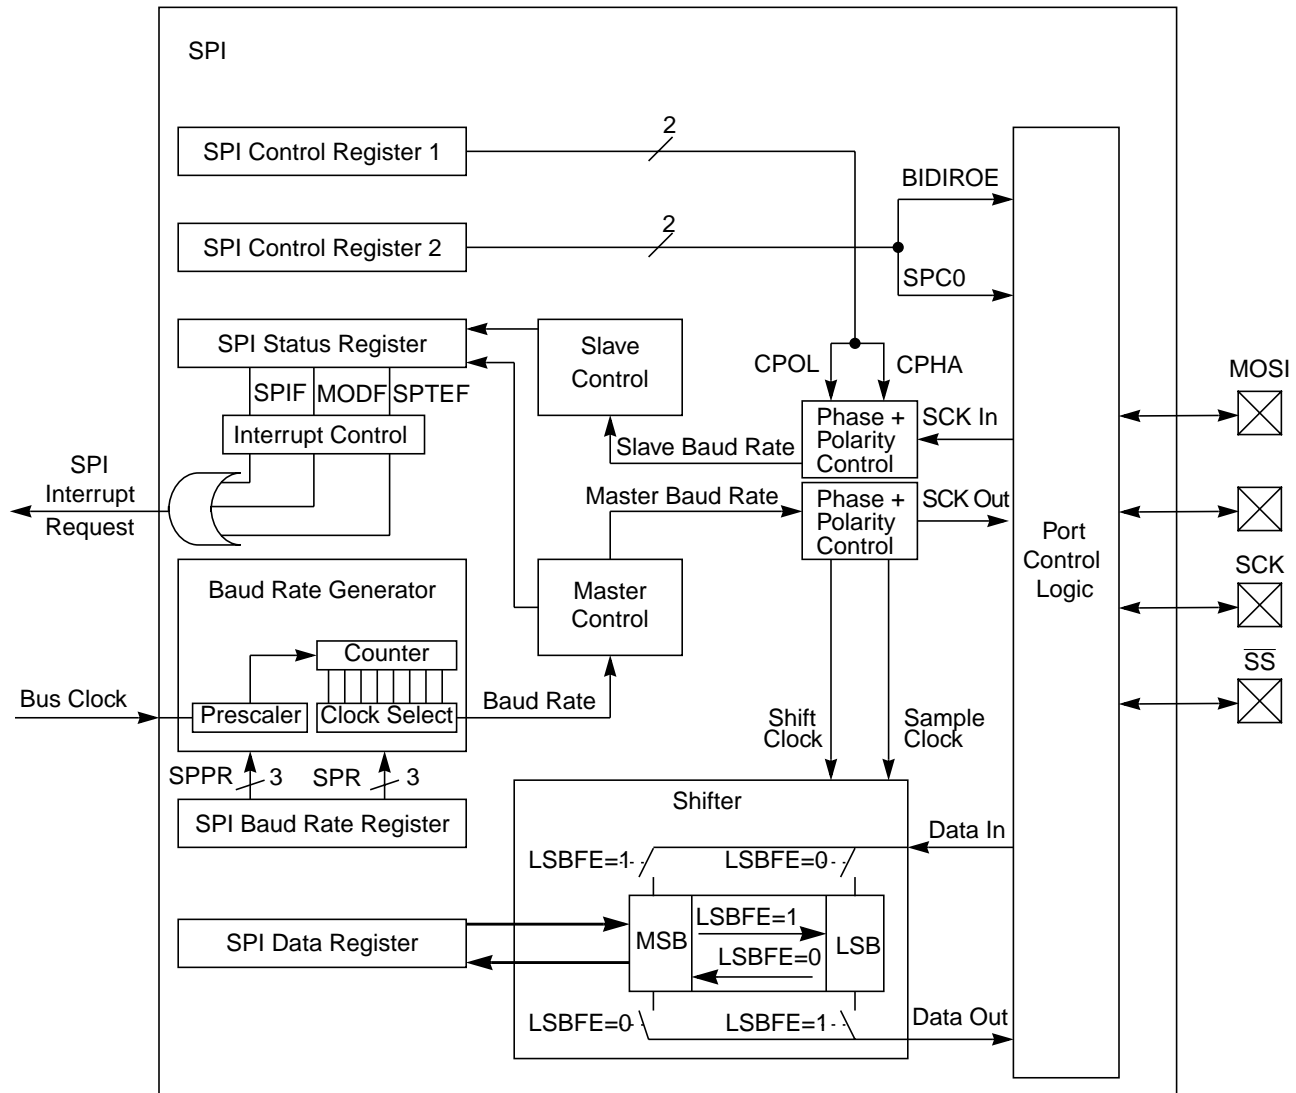 SPI
SPI Control Register 1
2
BIDIROE
SPI Control Register 2
2
SPC0
SPI Status Register
Slave
Control
CPOL
CPHA
MOSI
SPIF
MODF
SPTEF
Interrupt Control
Slave Baud Rate
Phase +
Polarity
Control
SCK In
SPI
Interrupt
Request
Master Baud Rate
Phase +
Polarity
Control
SCK Out
Port
Control
Logic
SCK
Baud Rate Generator
Master
Control
Counter
SS
Bus Clock
Prescaler
Clock Select
Baud Rate
Shift
Clock
Sample
Clock
SPPR
3
SPR
3
SPI Baud Rate Register
Shifter
Data In
LSBFE=1
LSBFE=0
SPI Data Register
MSB
LSBFE=1
LSBFE=0
LSB
LSBFE=0
LSBFE=1
Data Out